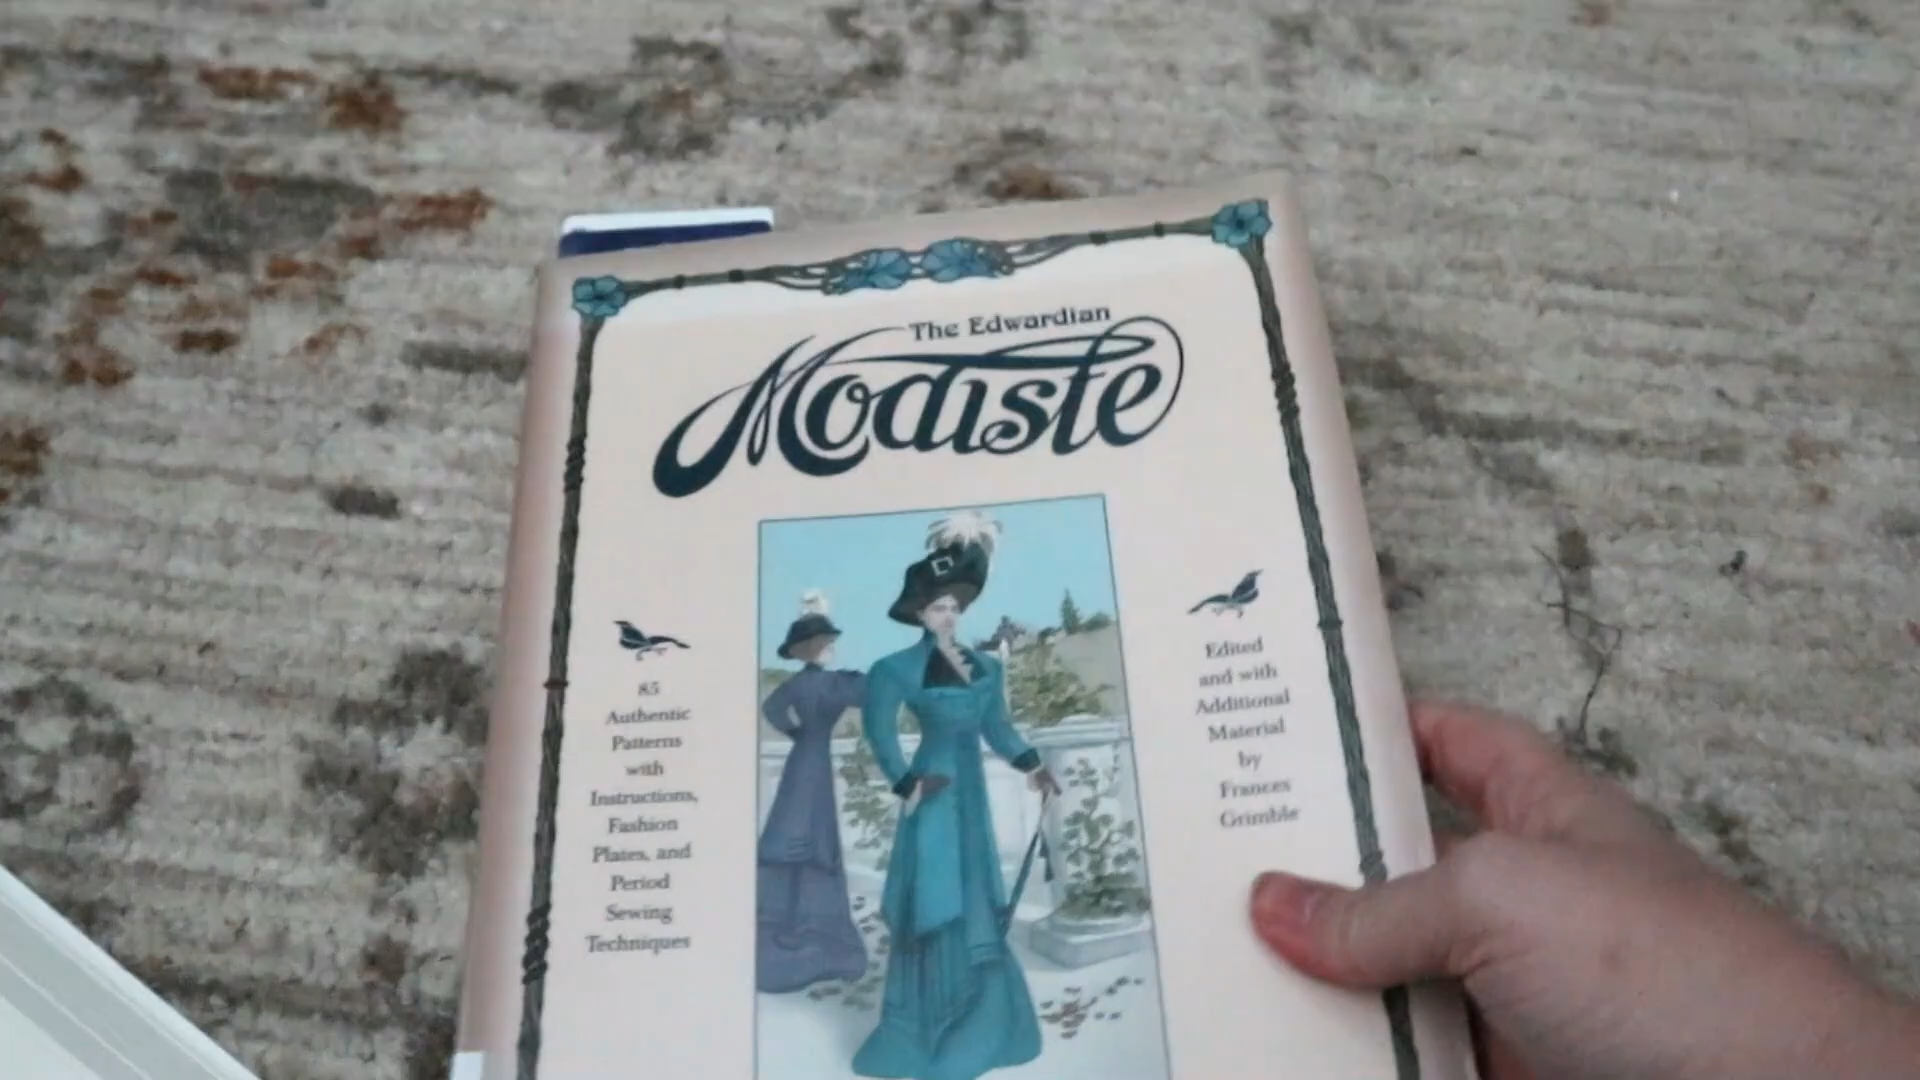 The Edwardian
Modiste
85
Authentic
Patterns
with
Instructions,
Fashion
Plates, and
Period
Sewing
Techniques
Edited
and with
Additional
Material
by
Frances
Grimble